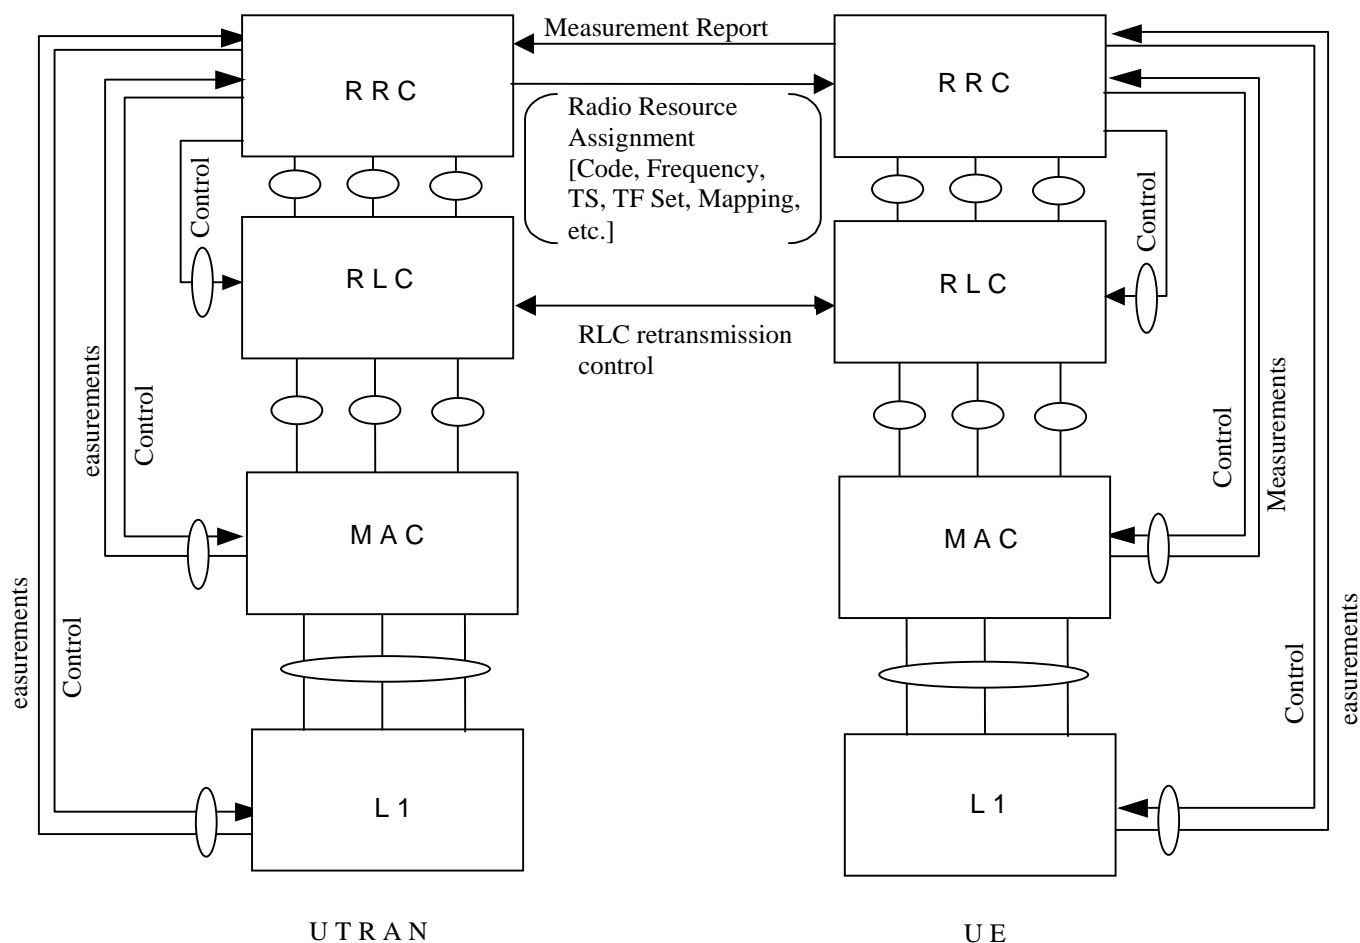 Measurement Report
R R C
R R C
Radio Resource
Assignment
[Code, Frequency,
TS, TF Set, Mapping,
etc.]
Control
Control
R L C
R L C
RLC retransmission
control
easurements
Control
Control
Measurements
M A C
M A C
easurements
Control
Control
easurements
L 1
L 1
U T R A N
U E